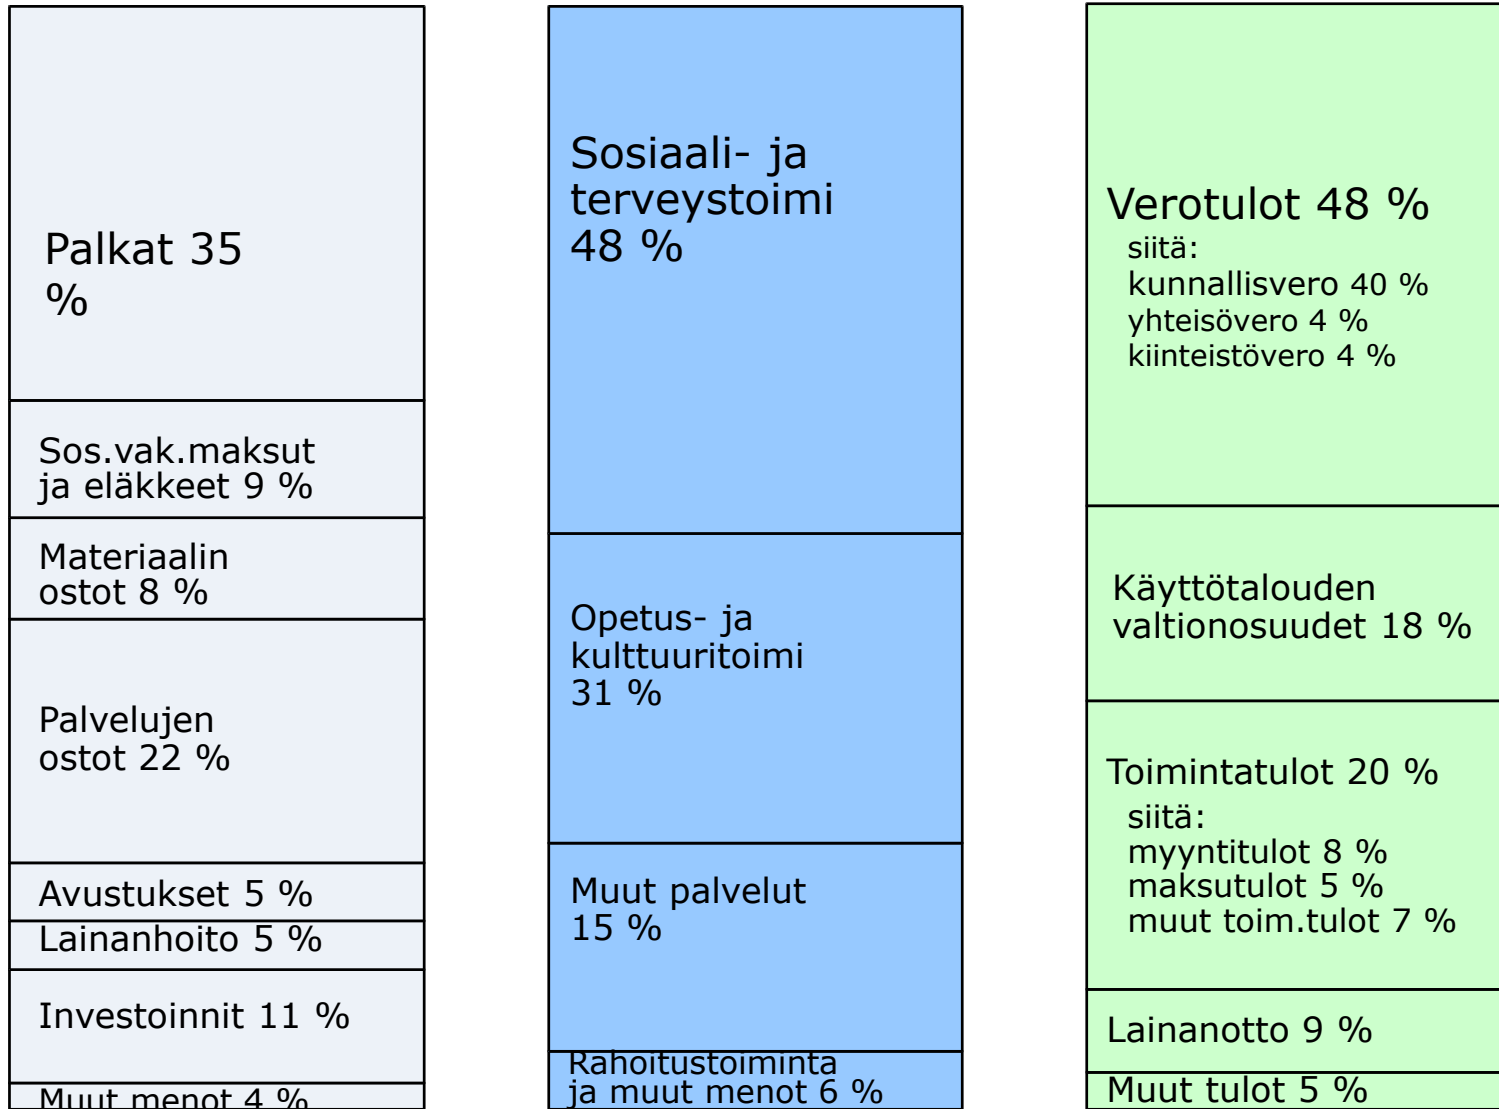 Palkat 35
%
Sos.vak.maksut
ja eläkkeet 9 %
Materiaalin
ostot 8 %
Palvelujen
ostot 22 %
Avustukset 5 %
Lainanhoito 5 %
Investoinnit 11 %
Muut menot 4 %
Sosiaali- ja
terveystoimi
48 %
Opetus- ja
kulttuuritoimi
31 %
Muut palvelut
15 %
Rahoitustoiminta
ja muut menot 6 %
Verotulot 48 %
siitä:
kunnallisvero 40 %
yhteisövero 4 %
kiinteistövero 4 %
Käyttötalouden
valtionosuudet 18 %
Toimintatulot 20 %
siitä:
myyntitulot 8 %
maksutulot 5 %
muut toim.tulot 7 %
Lainanotto 9 %
Muut tulot 5 %